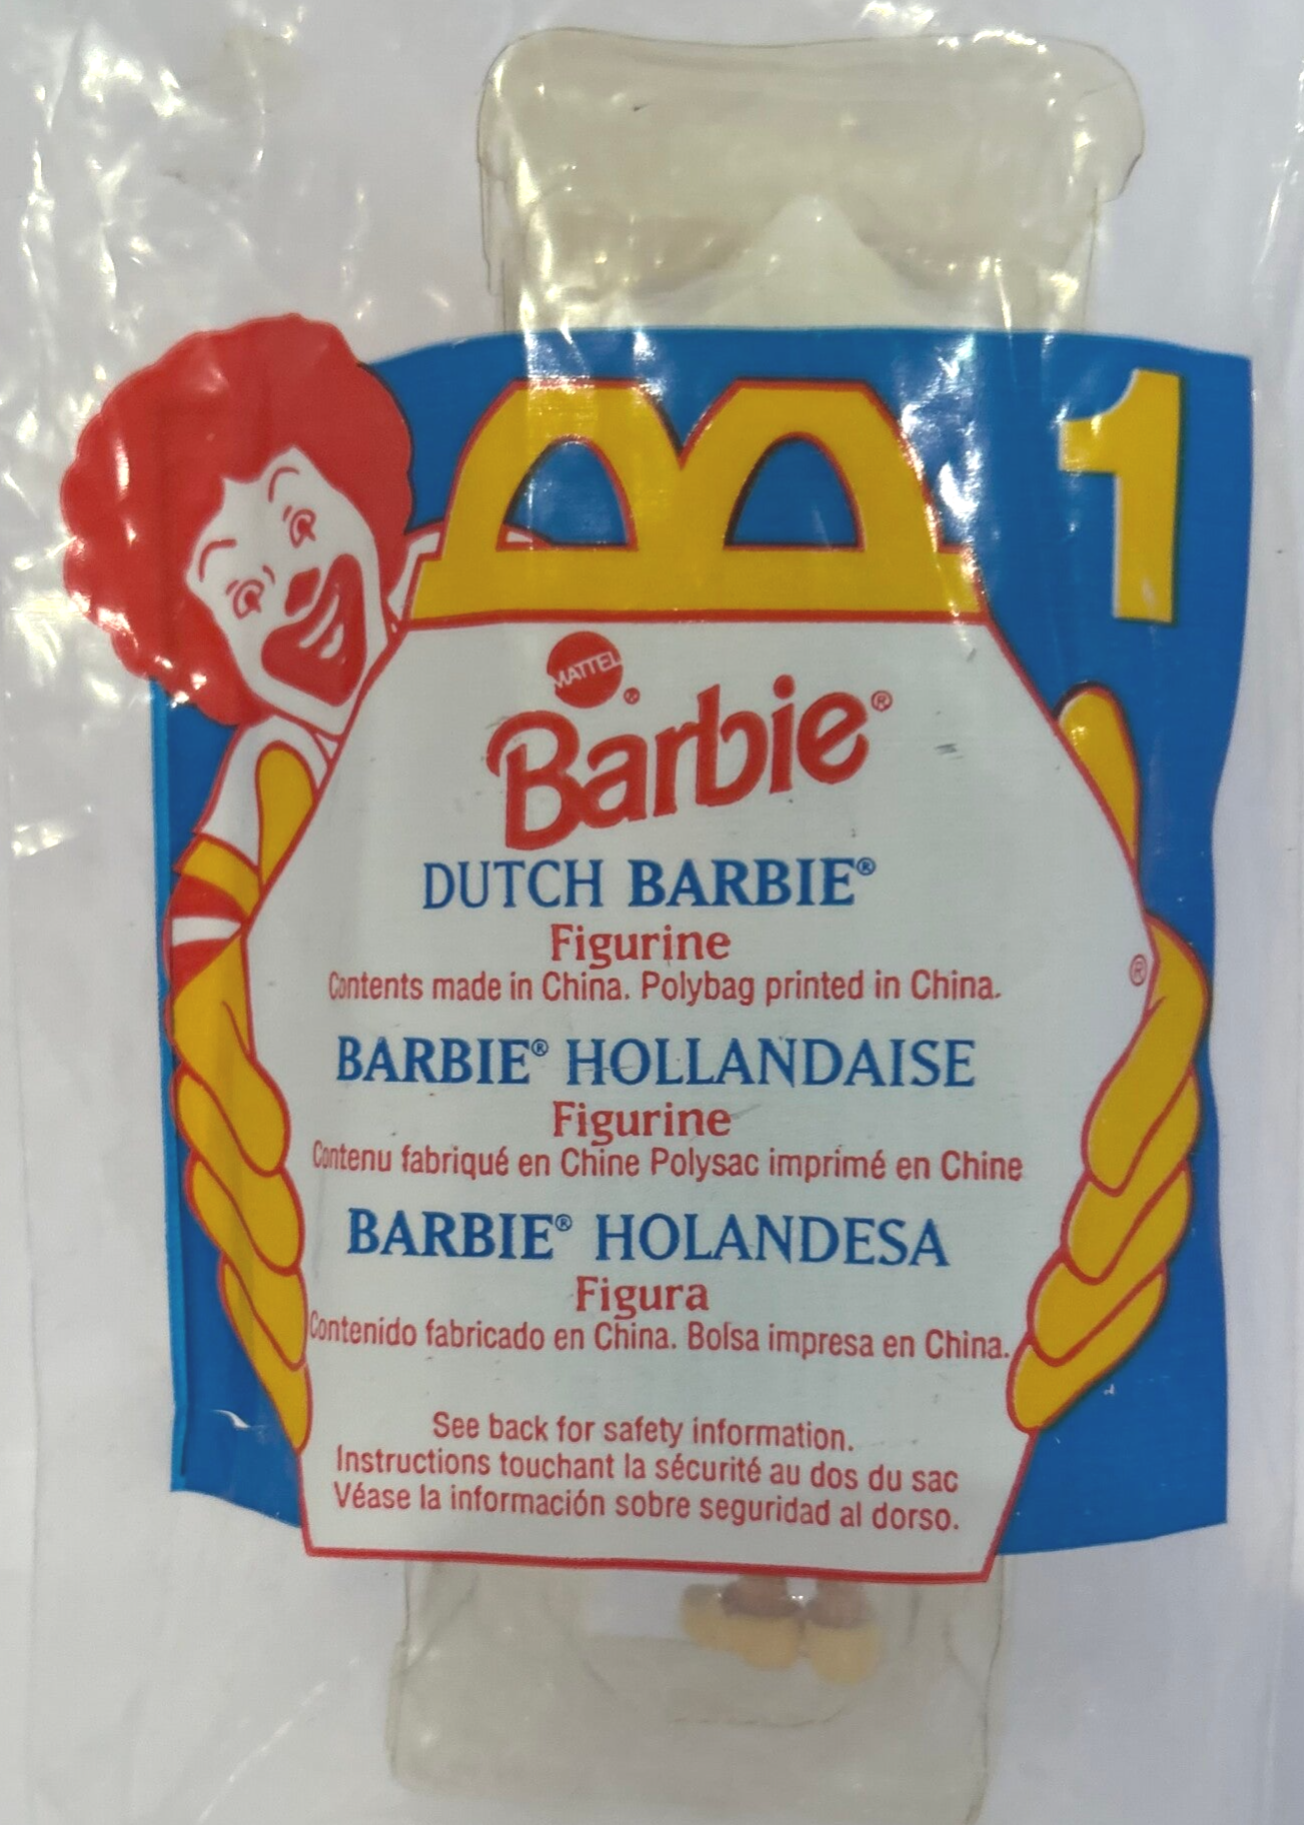 1
MATTEL®
Barbie®
DUTCH BARBIE®
Figurine
Contents made in China. Polybag printed in China.
®
BARBIE® HOLLANDAISE
Figurine
Contenu fabriqué en Chine Polysac imprimé en Chine
BARBIE® HOLANDESA
Figura
Contenido fabricado en China. Bolsa impresa en China.
See back for safety information.
Instructions touchant la sécurité au dos du sac
Véase la información sobre seguridad al dorso.